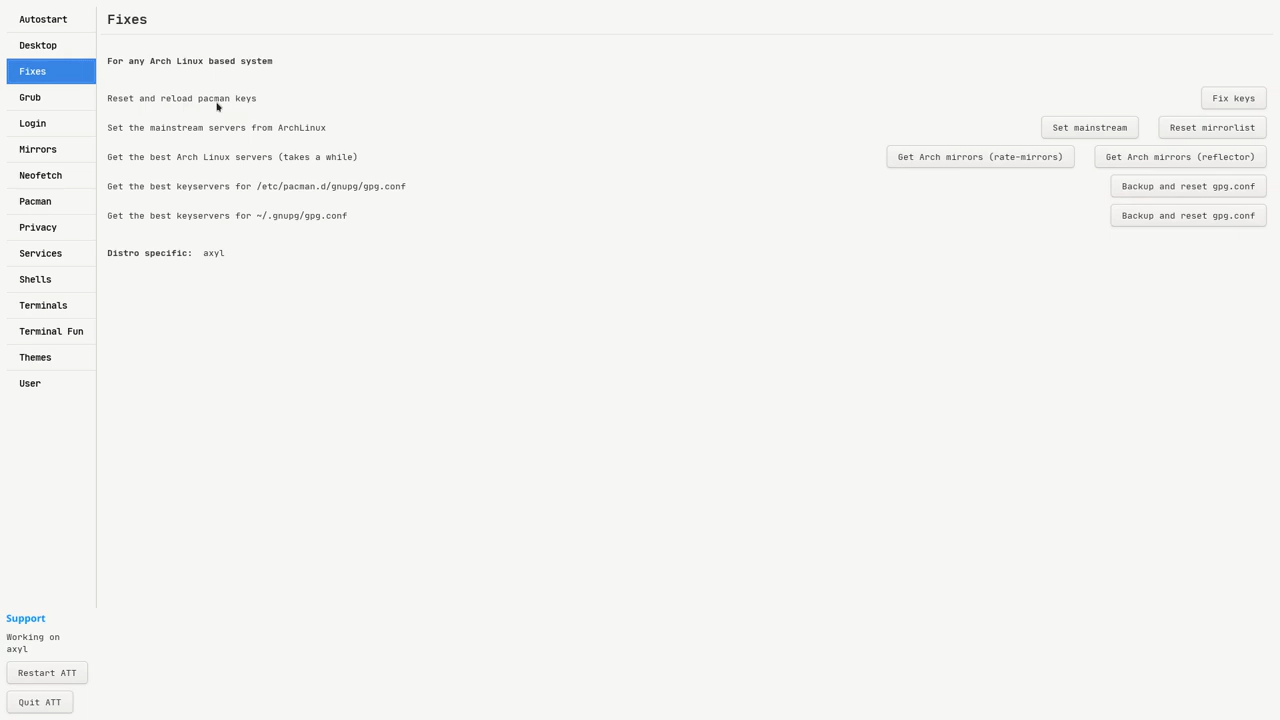 Autostart
Desktop
Fixes
Grub
Login
Mirrors
Neofetch
Pacman
Privacy
Services
Shells
Terminals
Terminal Fun
Themes
User
Support
Working on
axyl
Restart ATT
Quit ATT
Fixes
For any Arch Linux based system
Reset and reload pacman keys Fix keys
Set the mainstream servers from ArchLinux Set mainstream Reset mirrorlist
Get the best Arch Linux servers (takes a while) Get Arch mirrors (rate-mirrors) Get Arch mirrors (reflector)
Get the best keyservers for /etc/pacman.d/gnupg/gpg.conf Backup and reset gpg.conf
Get the best keyservers for ~/.gnupg/gpg.conf Backup and reset gpg.conf
Distro specific: axyl